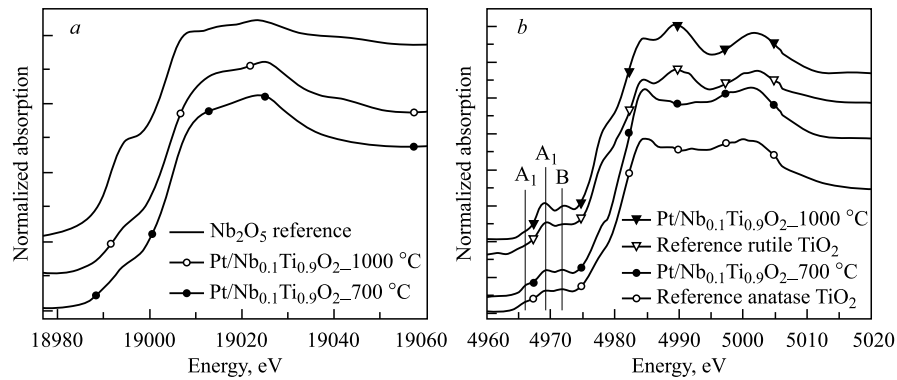 a
Normalized absorption
Nb₂O₅ reference
Pt/Nb₀.₁Ti₀.₉O₂_1000 °C
Pt/Nb₀.₁Ti₀.₉O₂_700 °C
18980 19000 19020 19040 19060
Energy, eV
b
Normalized absorption
A₁ A₁ B
Pt/Nb₀.₁Ti₀.₉O₂_1000 °C
Reference rutile TiO₂
Pt/Nb₀.₁Ti₀.₉O₂_700 °C
Reference anatase TiO₂
4960 4970 4980 4990 5000 5010 5020
Energy, eV